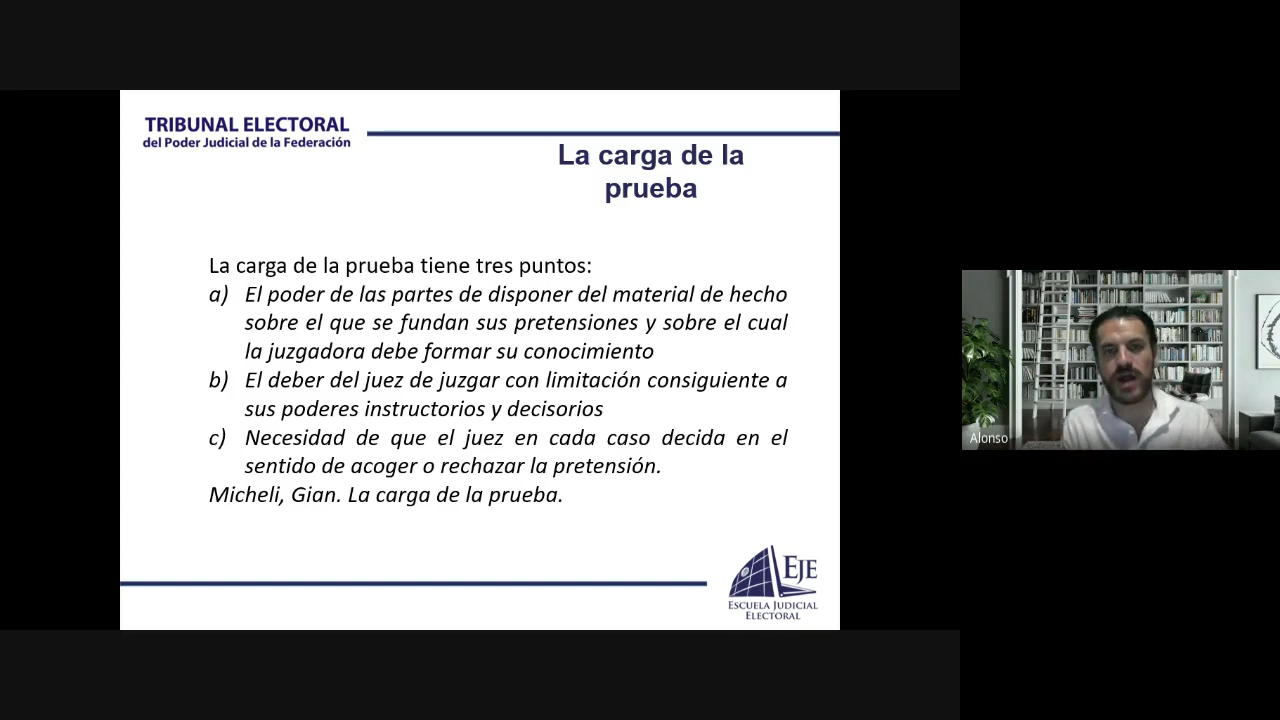 TRIBUNAL ELECTORAL
del Poder Judicial de la Federación
La carga de la
prueba
La carga de la prueba tiene tres puntos:
a) El poder de las partes de disponer del material de hecho
sobre el que se fundan sus pretensiones y sobre el cual
la juzgadora debe formar su conocimiento
b) El deber del juez de juzgar con limitación consiguiente a
sus poderes instructorios y decisorios
c) Necesidad de que el juez en cada caso decida en el
sentido de acoger o rechazar la pretensión.
Micheli, Gian. La carga de la prueba.
EJE
ESCUELA JUDICIAL
ELECTORAL
Alonso